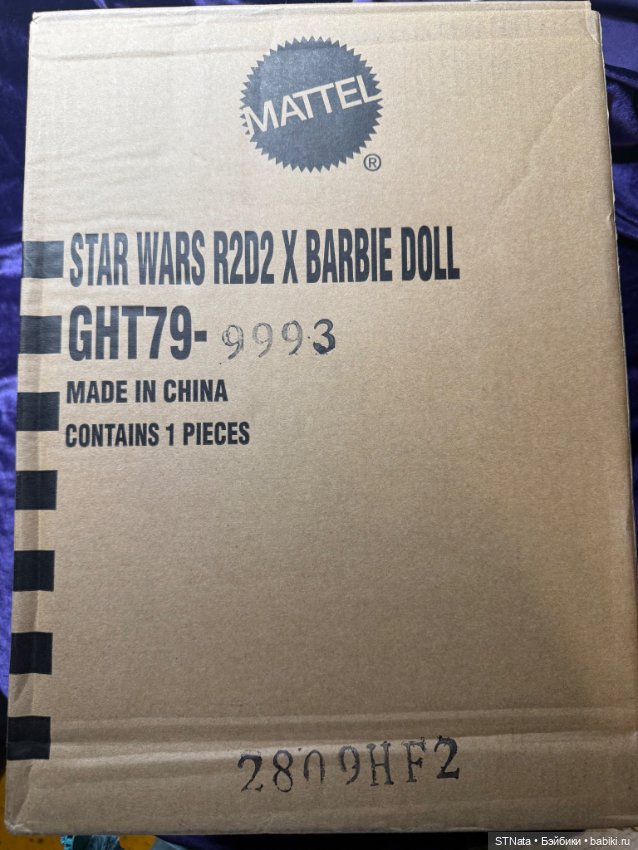 MATTEL
®
STAR WARS R2D2 X BARBIE DOLL
GHT79- 9993
MADE IN CHINA
CONTAINS 1 PIECES
2809HF2
STNata • Бэйбики • babiki.ru